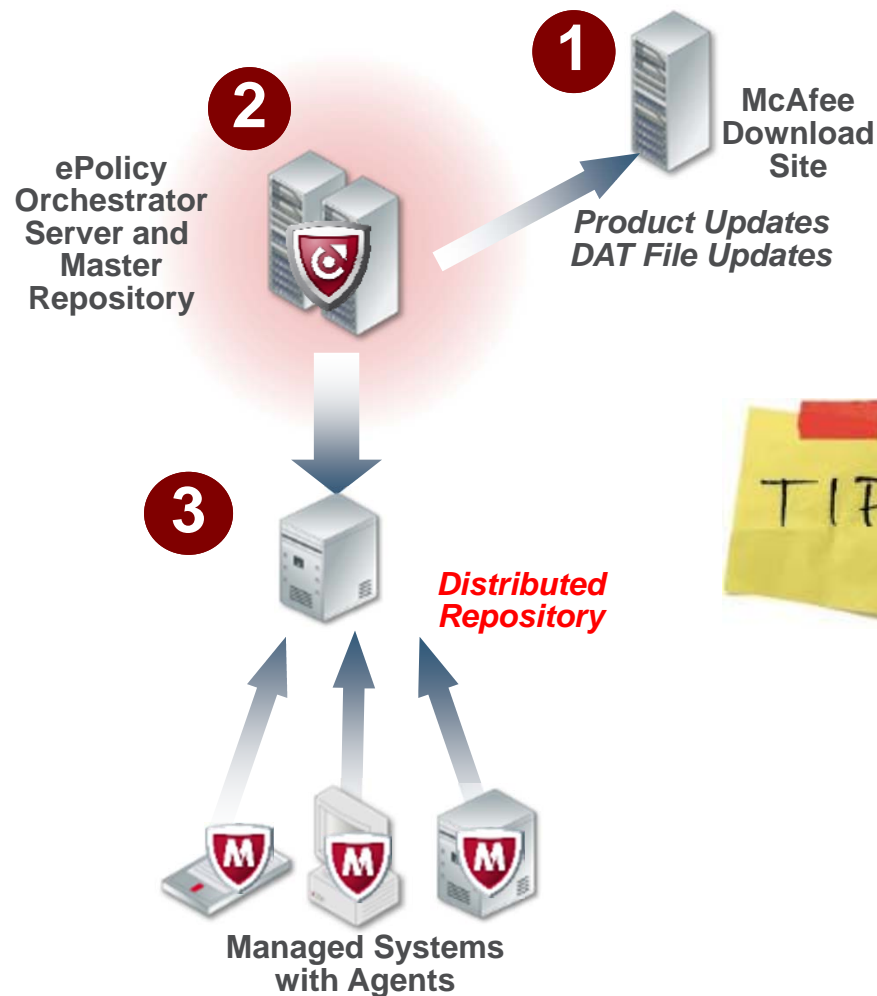 1
McAfee
Download
Site
2
ePolicy
Orchestrator
Server and
Master
Repository
Product Updates
DAT File Updates
3
Distributed
Repository
M
M
M
Managed Systems
with Agents